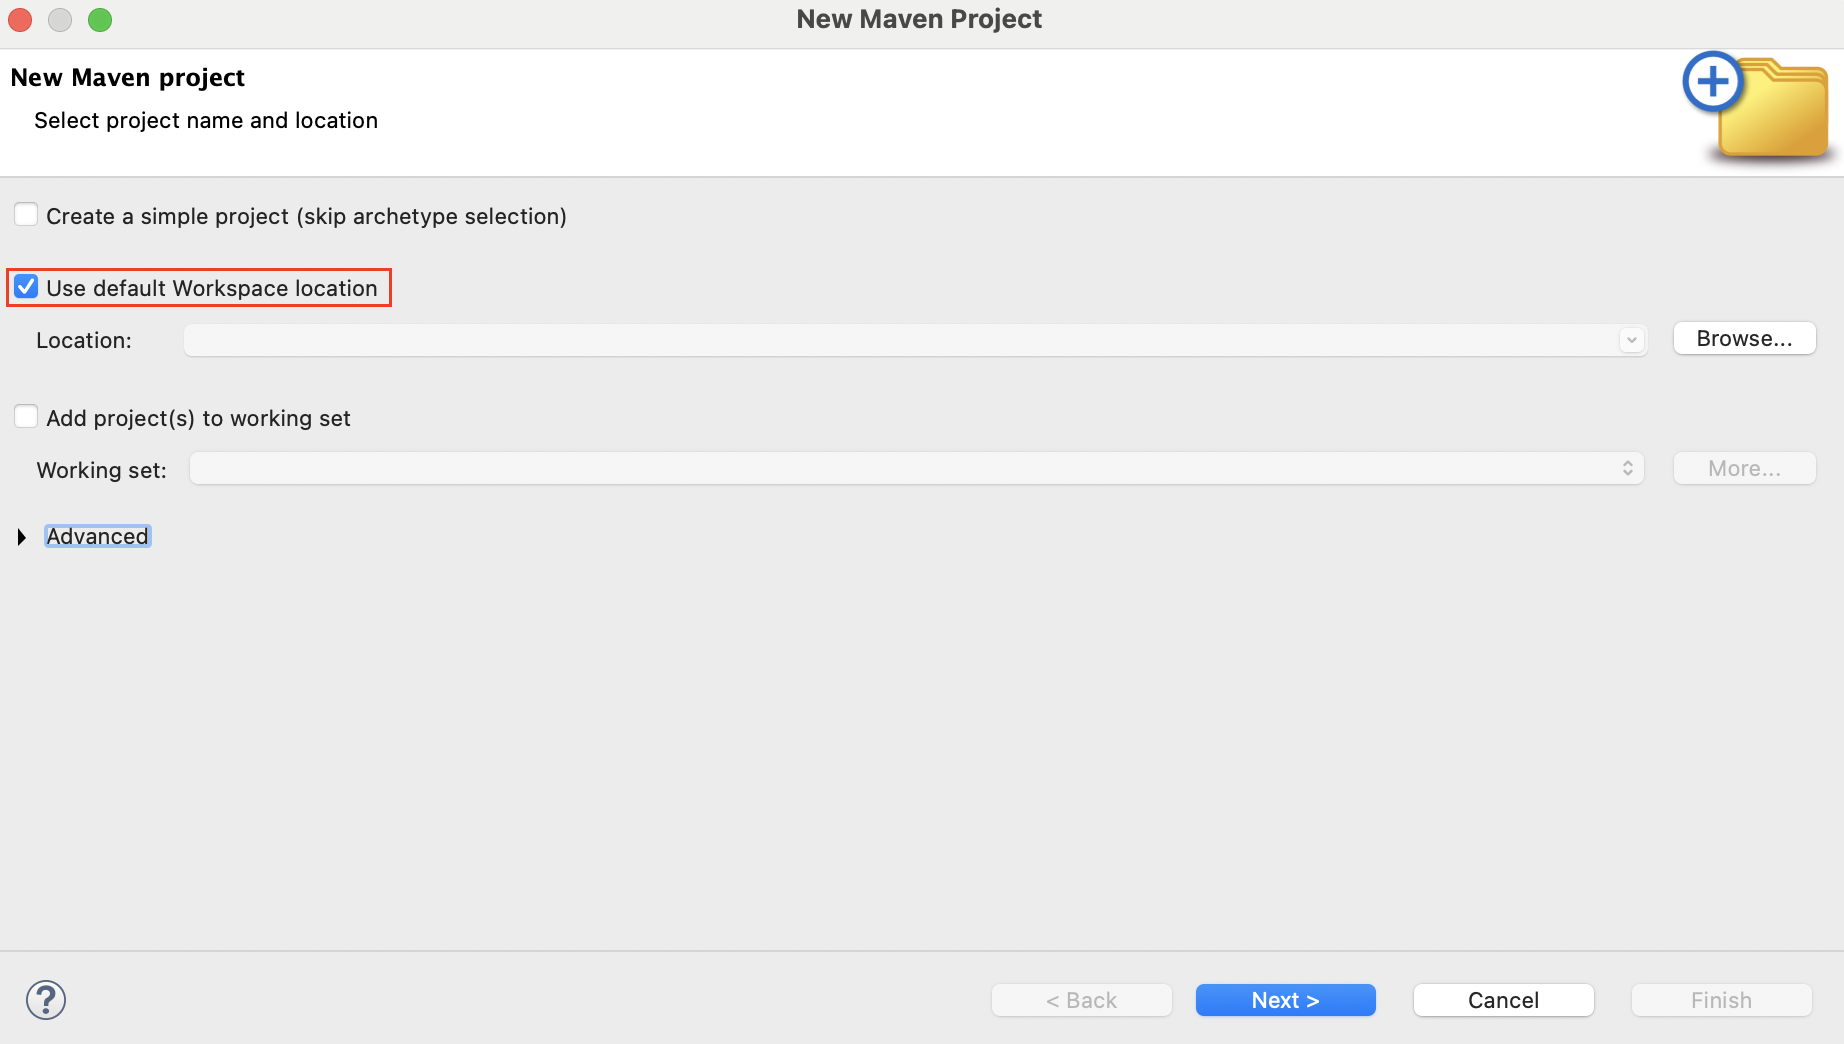 New Maven Project
New Maven project
Select project name and location
Create a simple project (skip archetype selection)
Use default Workspace location
Location:
Browse...
Add project(s) to working set
Working set:
More...
Advanced
?
< Back
Next >
Cancel
Finish